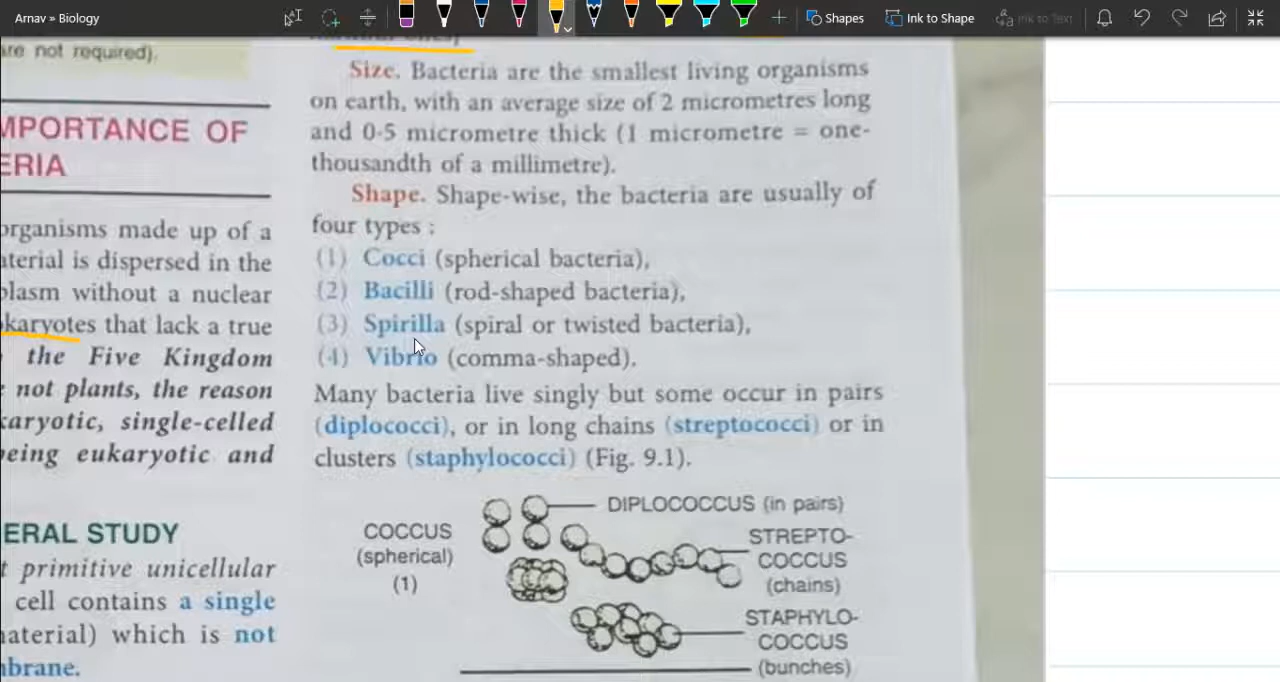 Arnav » Biology
Shapes
Ink to Shape
Ink to Text
are not required).
MPORTANCE OF
ERIA
organisms made up of a
aterial is dispersed in the
plasm without a nuclear
karyotes that lack a true
the Five Kingdom
not plants, the reason
karyotic, single-celled
being eukaryotic and
ERAL STUDY
t primitive unicellular
cell contains a single
material) which is not
mbrane.
Size. Bacteria are the smallest living organisms
on earth, with an average size of 2 micrometres long
and 0·5 micrometre thick (1 micrometre = one-
thousandth of a millimetre).
Shape. Shape-wise, the bacteria are usually of
four types :
(1) Cocci (spherical bacteria),
(2) Bacilli (rod-shaped bacteria),
(3) Spirilla (spiral or twisted bacteria),
(4) Vibrio (comma-shaped).
Many bacteria live singly but some occur in pairs
(diplococci), or in long chains (streptococci) or in
clusters (staphylococci) (Fig. 9.1).
COCCUS
(spherical)
(1)
DIPLOCOCCUS (in pairs)
STREPTO-
COCCUS
(chains)
STAPHYLO-
COCCUS
(bunches)